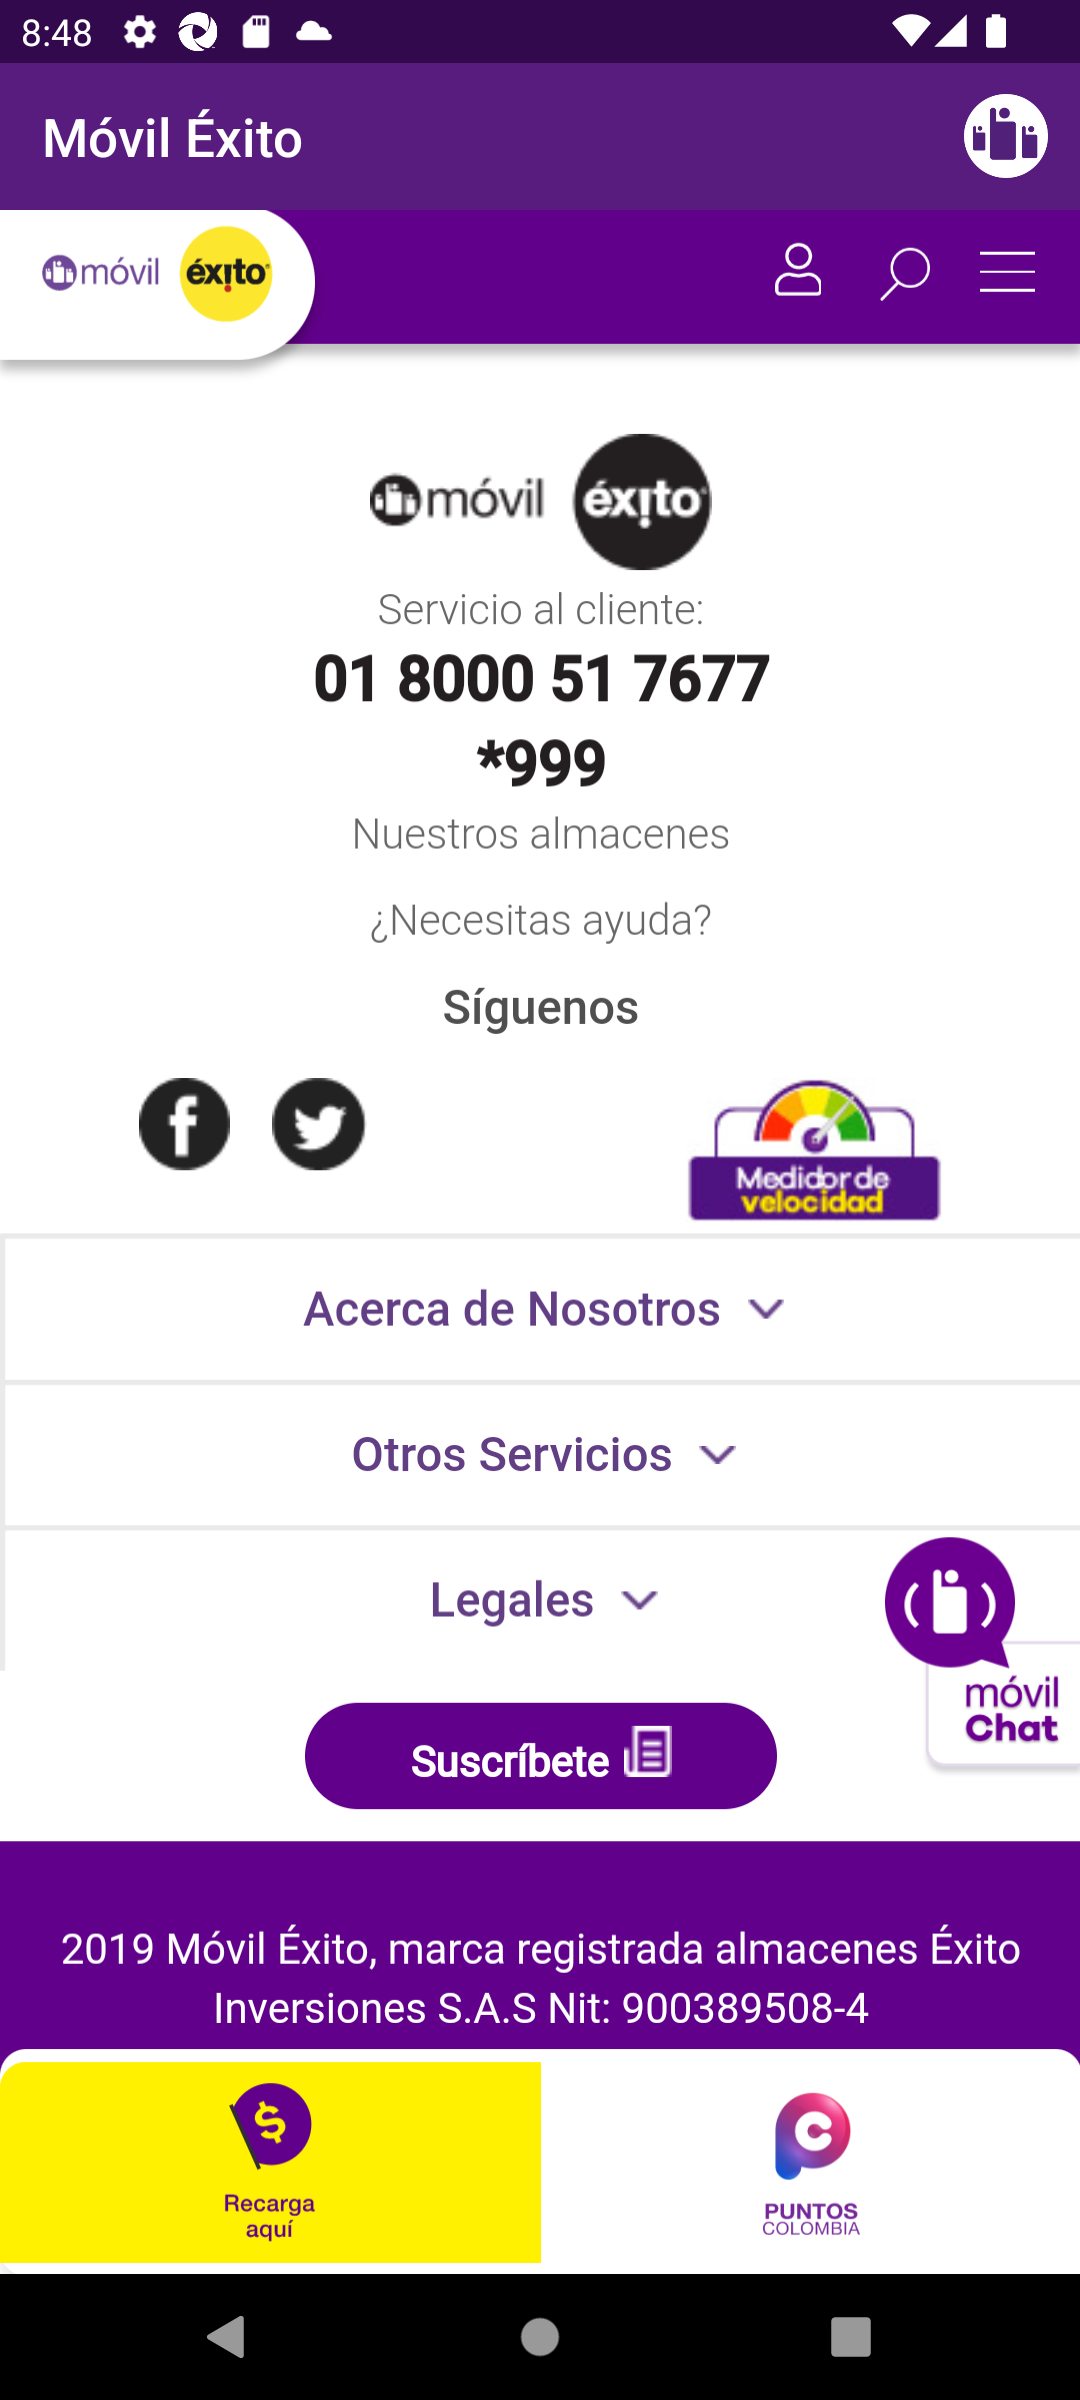 8:48
Móvil Éxito
móvil éxito
móvil éxito
Servicio al cliente:
01 8000 51 7677
*999
Nuestros almacenes
¿Necesitas ayuda?
Síguenos
Medidor de
velocidad
Acerca de Nosotros
Otros Servicios
Legales
móvil
Chat
Suscríbete
2019 Móvil Éxito, marca registrada almacenes Éxito
Inversiones S.A.S Nit: 900389508-4
Recarga
aquí
PUNTOS
COLOMBIA